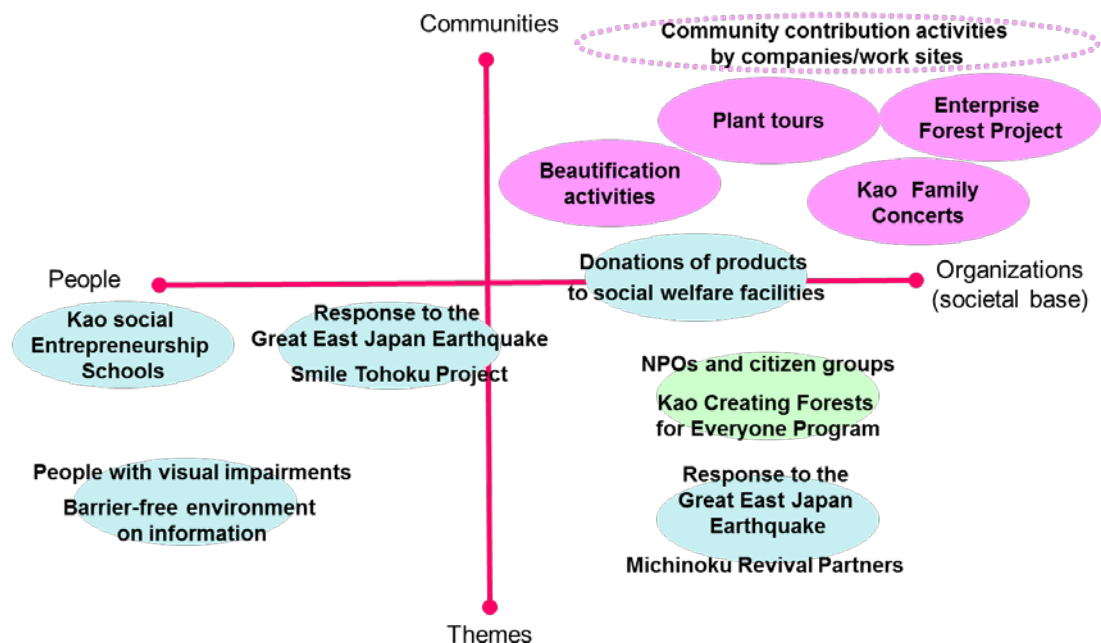 Communities
Community contribution activities
by companies/work sites
Plant tours
Enterprise
Forest Project
Beautification
activities
Kao Family
Concerts
People
Donations of products
to social welfare facilities
Organizations
(societal base)
Kao social
Entrepreneurship
Schools
Response to the
Great East Japan Earthquake
Smile Tohoku Project
NPOs and citizen groups
Kao Creating Forests
for Everyone Program
People with visual impairments
Barrier-free environment
on information
Response to the
Great East Japan
Earthquake
Michinoku Revival Partners
Themes